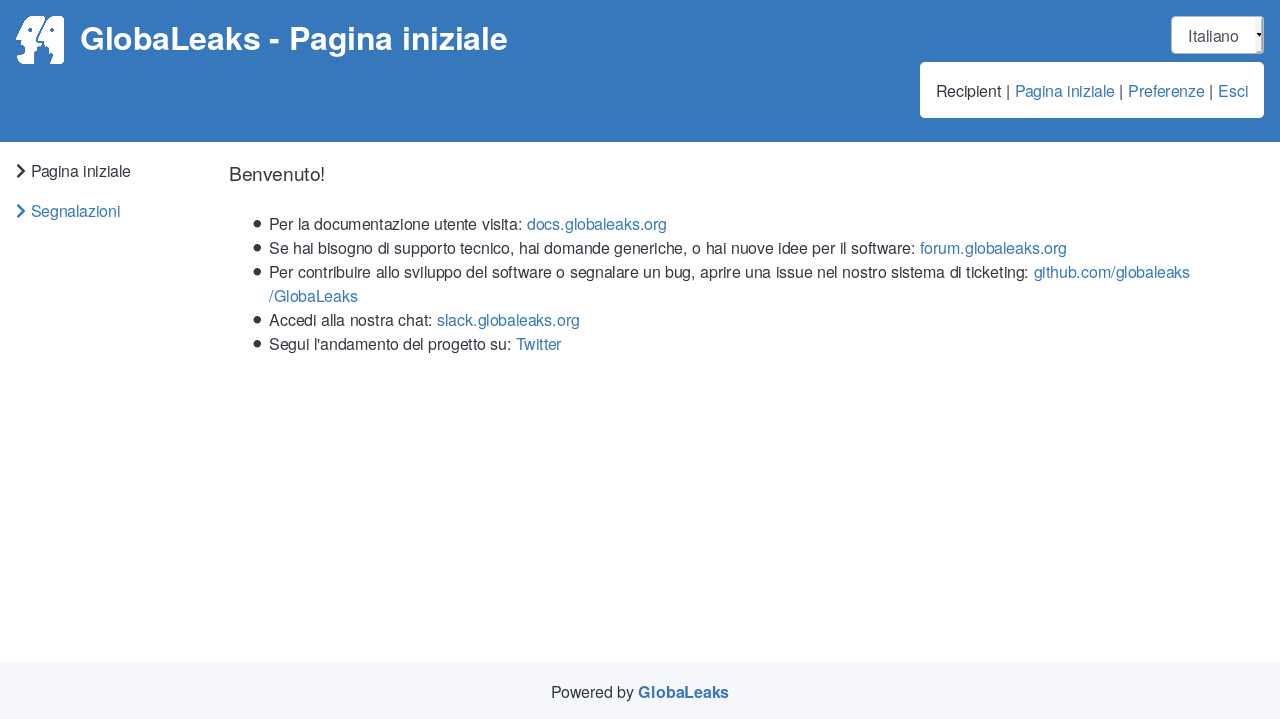 GlobaLeaks - Pagina iniziale
Italiano
Recipient | Pagina iniziale | Preferenze | Esci
Pagina iniziale
Segnalazioni
Benvenuto!
Per la documentazione utente visita: docs.globaleaks.org
Se hai bisogno di supporto tecnico, hai domande generiche, o hai nuove idee per il software: forum.globaleaks.org
Per contribuire allo sviluppo del software o segnalare un bug, aprire una issue nel nostro sistema di ticketing: github.com/globaleaks
/GlobaLeaks
Accedi alla nostra chat: slack.globaleaks.org
Segui l'andamento del progetto su: Twitter
Powered by GlobaLeaks